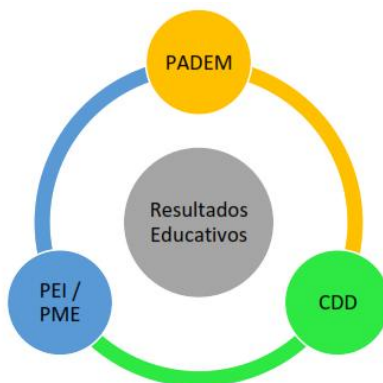 PADEM
Resultados
Educativos
PEI /
PME
CDD